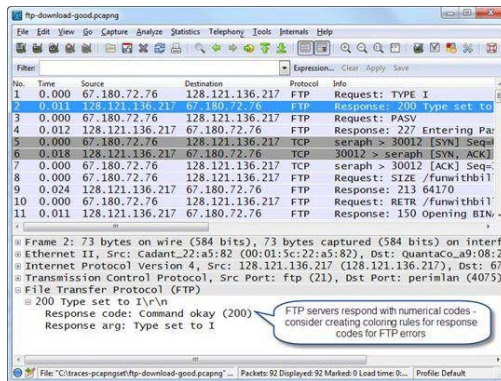 ftp-download-good.pcapng
File Edit View Go Capture Analyze Statistics Telephony Tools Internals Help
Filter: Expression... Clear Apply Save
No. Time Source Destination Protocol Info
1 0.000 67.180.72.76 128.121.136.217 FTP Request: TYPE I
2 0.011 128.121.136.217 67.180.72.76 FTP Response: 200 Type set to
3 0.000 67.180.72.76 128.121.136.217 FTP Request: PASV
4 0.012 128.121.136.217 67.180.72.76 FTP Response: 227 Entering Pas
5 0.000 67.180.72.76 128.121.136.217 TCP seraph > 30012 [SYN] Seq=
6 0.018 128.121.136.217 67.180.72.76 TCP 30012 > seraph [SYN, ACK]
7 0.000 67.180.72.76 128.121.136.217 TCP seraph > 30012 [ACK] Seq=
8 0.000 67.180.72.76 128.121.136.217 FTP Request: SIZE /funwithbil
9 0.024 128.121.136.217 67.180.72.76 FTP Response: 213 64170
10 0.000 67.180.72.76 128.121.136.217 FTP Request: RETR /funwithbil
11 0.011 128.121.136.217 67.180.72.76 FTP Response: 150 Opening BIN
Frame 2: 73 bytes on wire (584 bits), 73 bytes captured (584 bits) on interf
Ethernet II, Src: Cadant_22:a5:82 (00:01:5c:22:a5:82), Dst: QuantaCo_a9:08:2
Internet Protocol Version 4, Src: 128.121.136.217 (128.121.136.217), Dst: 67
Transmission Control Protocol, Src Port: ftp (21), Dst Port: perimlan (4075)
File Transfer Protocol (FTP)
200 Type set to I\r\n
Response code: Command okay (200)
Response arg: Type set to I
FTP servers respond with numerical codes -
consider creating coloring rules for response
codes for FTP errors
File: "C:\traces-pcapngset\ftp-download-good.pcapng" ... Packets: 92 Displayed: 92 Marked: 0 Load time: 0:... Profile: Default